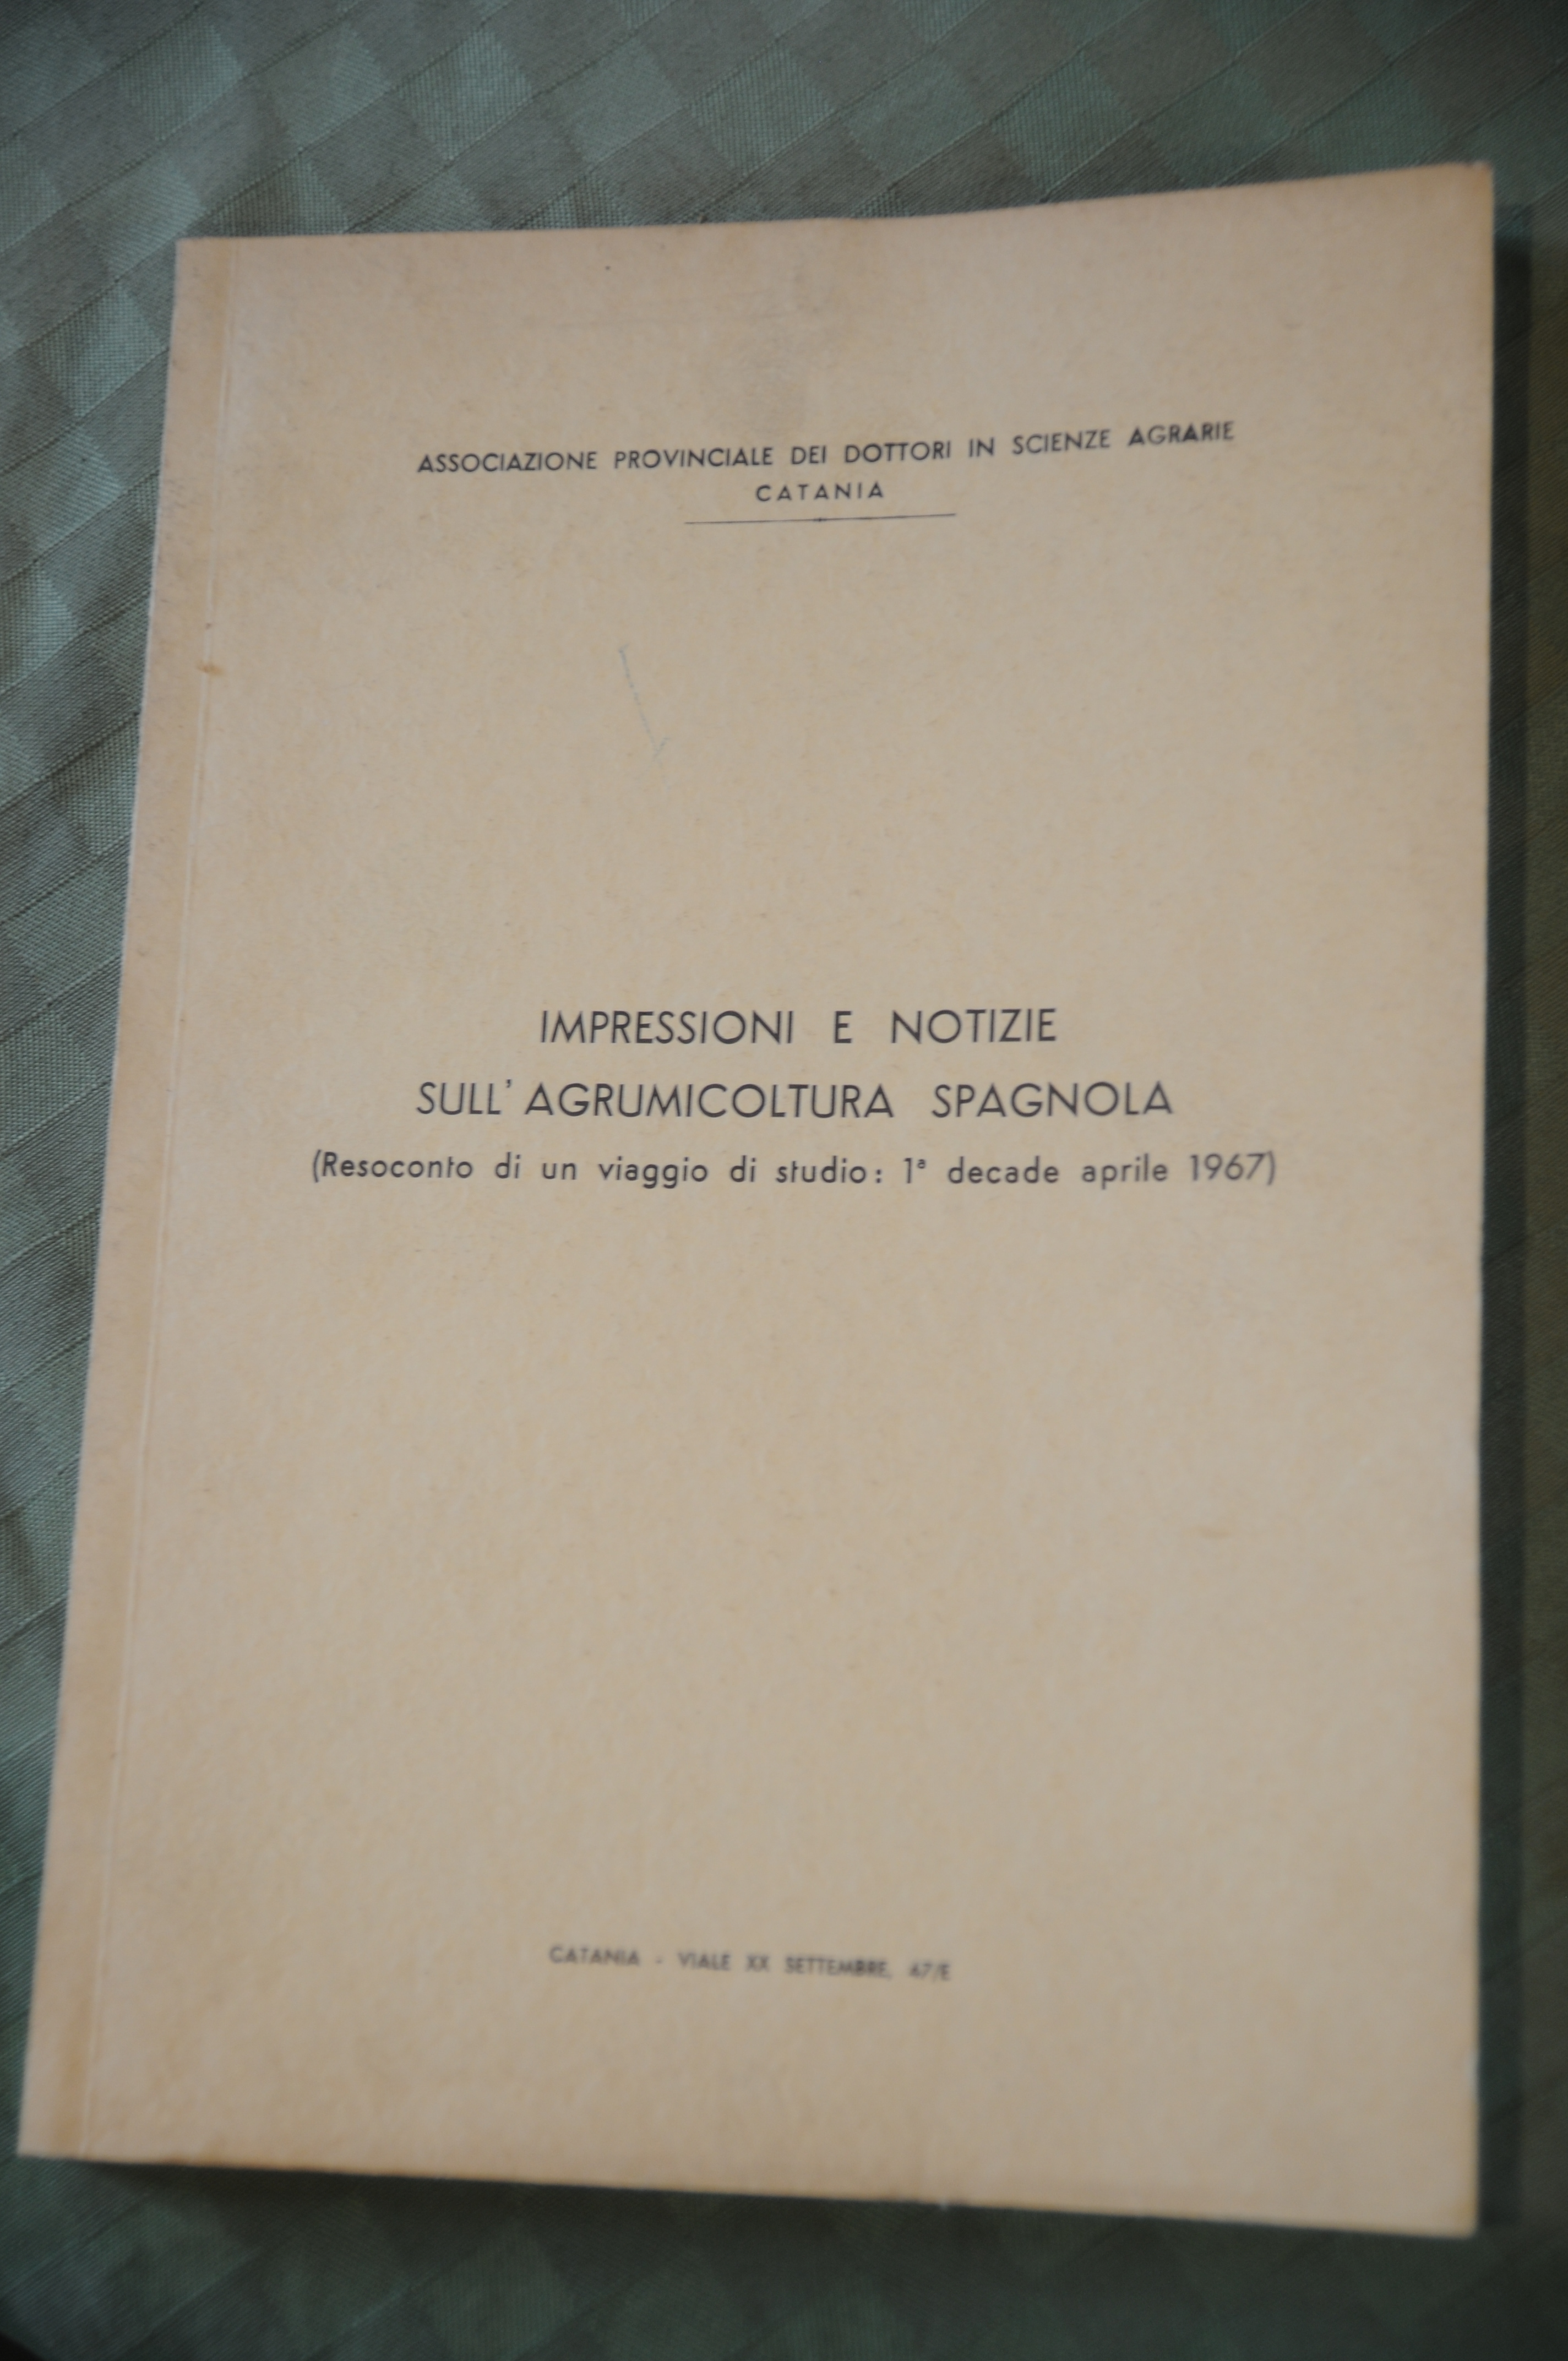 ASSOCIAZIONE PROVINCIALE DEI DOTTORI IN SCIENZE AGRARIE
CATANIA
IMPRESSIONI E NOTIZIE
SULL' AGRUMICOLTURA SPAGNOLA
(Resoconto di un viaggio di studio: 1ª decade aprile 1967)
CATANIA - VIALE XX SETTEMBRE, 47/E